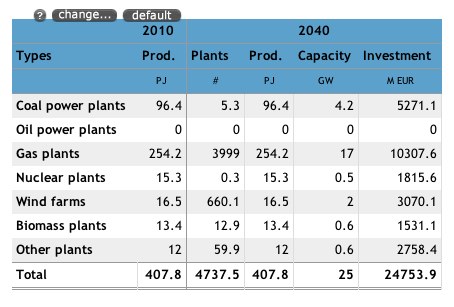 ? change... default
2010 2040
Types Prod. Plants Prod. Capacity Investment
PJ # PJ GW M EUR
Coal power plants 96.4 5.3 96.4 4.2 5271.1
Oil power plants 0 0 0 0 0
Gas plants 254.2 3999 254.2 17 10307.6
Nuclear plants 15.3 0.3 15.3 0.5 1815.6
Wind farms 16.5 660.1 16.5 2 3070.1
Biomass plants 13.4 12.9 13.4 0.6 1531.1
Other plants 12 59.9 12 0.6 2758.4
Total 407.8 4737.5 407.8 25 24753.9